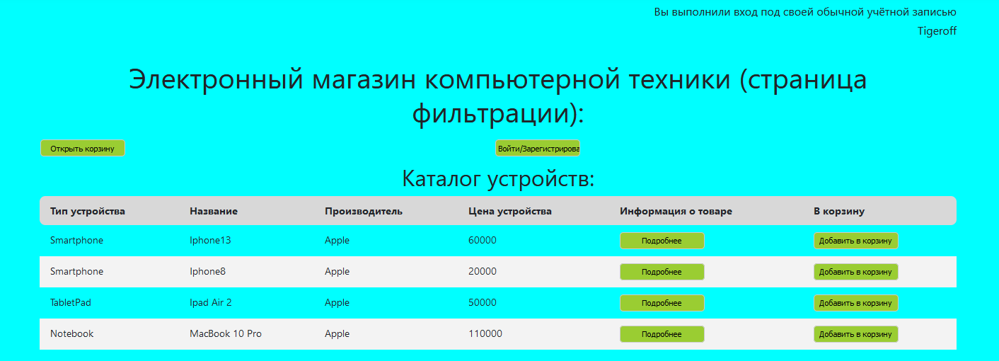 Вы выполнили вход под своей обычной учётной записью
Tigeroff
Электронный магазин компьютерной техники (страница
фильтрации):
Открыть корзину Войти/Зарегистрирова
Каталог устройств:
Тип устройства Название Производитель Цена устройства Информация о товаре В корзину
Smartphone Iphone13 Apple 60000 Подробнее Добавить в корзину
Smartphone Iphone8 Apple 20000 Подробнее Добавить в корзину
TabletPad Ipad Air 2 Apple 50000 Подробнее Добавить в корзину
Notebook MacBook 10 Pro Apple 110000 Подробнее Добавить в корзину